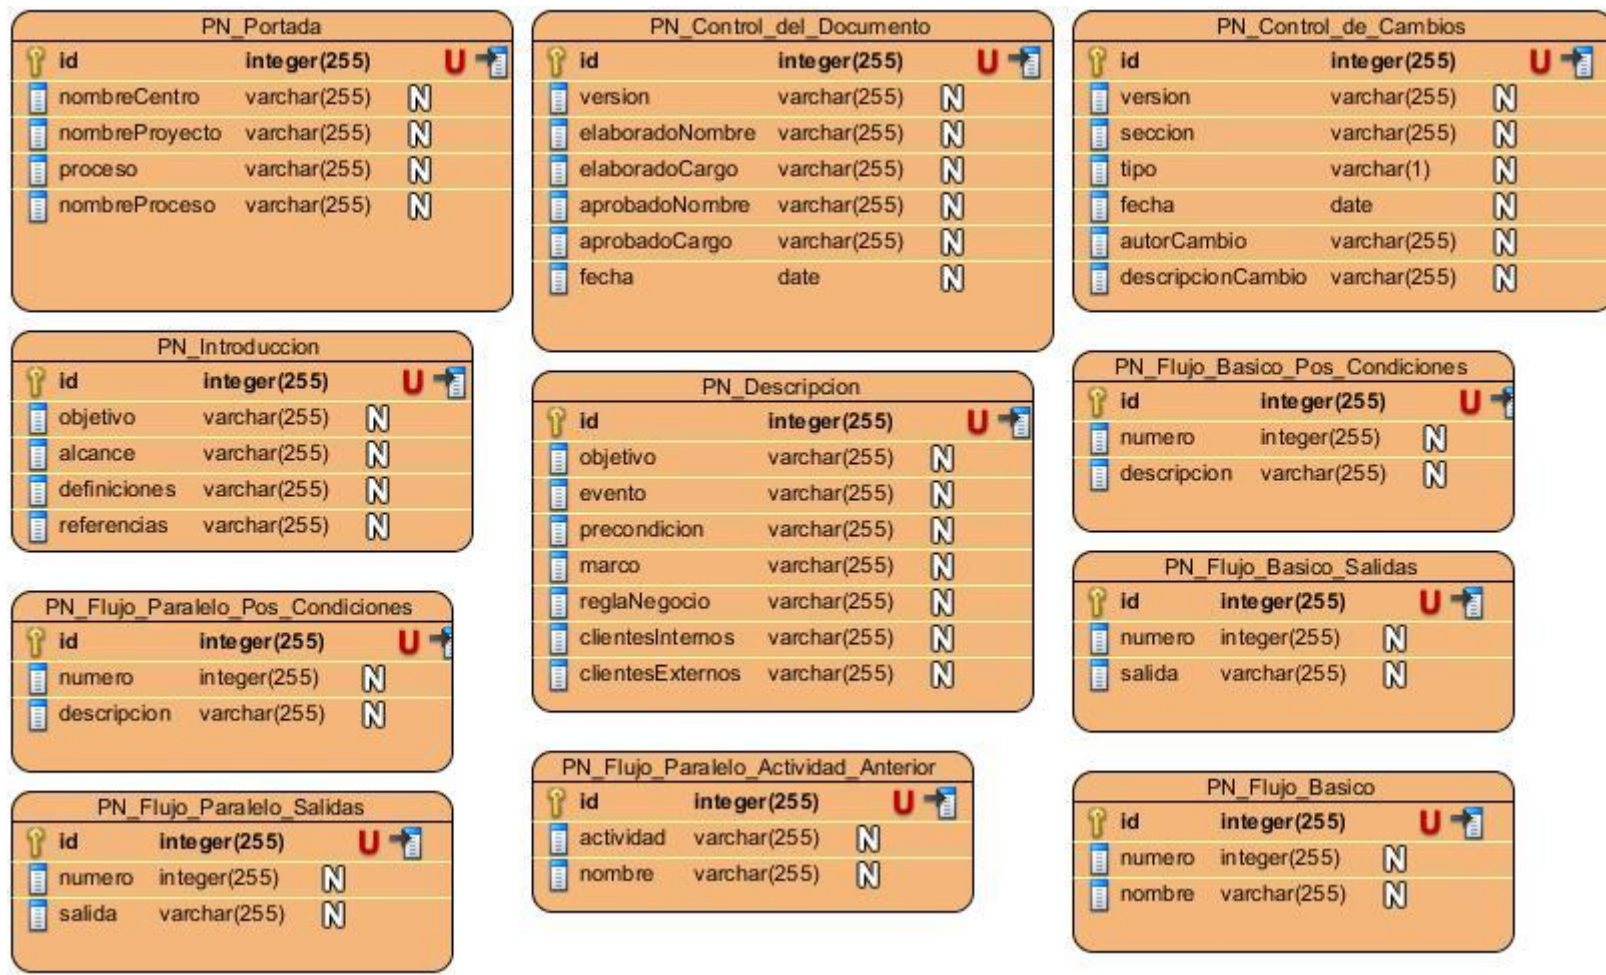 PN_Portada
id integer(255) U
nombreCentro varchar(255) N
nombreProyecto varchar(255) N
proceso varchar(255) N
nombreProceso varchar(255) N
PN_Control_del_Documento
id integer(255) U
version varchar(255) N
elaboradoNombre varchar(255) N
elaboradoCargo varchar(255) N
aprobadoNombre varchar(255) N
aprobadoCargo varchar(255) N
fecha date N
PN_Control_de_Cambios
id integer(255) U
version varchar(255) N
seccion varchar(255) N
tipo varchar(1) N
fecha date N
autorCambio varchar(255) N
descripcionCambio varchar(255) N
PN_Introduccion
id integer(255) U
objetivo varchar(255) N
alcance varchar(255) N
definiciones varchar(255) N
referencias varchar(255) N
PN_Descripcion
id integer(255) U
objetivo varchar(255) N
evento varchar(255) N
precondicion varchar(255) N
marco varchar(255) N
reglaNegocio varchar(255) N
clientesInternos varchar(255) N
clientesExternos varchar(255) N
PN_Flujo_Basico_Pos_Condiciones
id integer(255) U
numero integer(255) N
descripcion varchar(255) N
PN_Flujo_Basico_Salidas
id integer(255) U
numero integer(255) N
salida varchar(255) N
PN_Flujo_Paralelo_Pos_Condiciones
id integer(255) U
numero integer(255) N
descripcion varchar(255) N
PN_Flujo_Paralelo_Actividad_Anterior
id integer(255) U
actividad varchar(255) N
nombre varchar(255) N
PN_Flujo_Basico
id integer(255) U
numero integer(255) N
nombre varchar(255) N
PN_Flujo_Paralelo_Salidas
id integer(255) U
numero integer(255) N
salida varchar(255) N